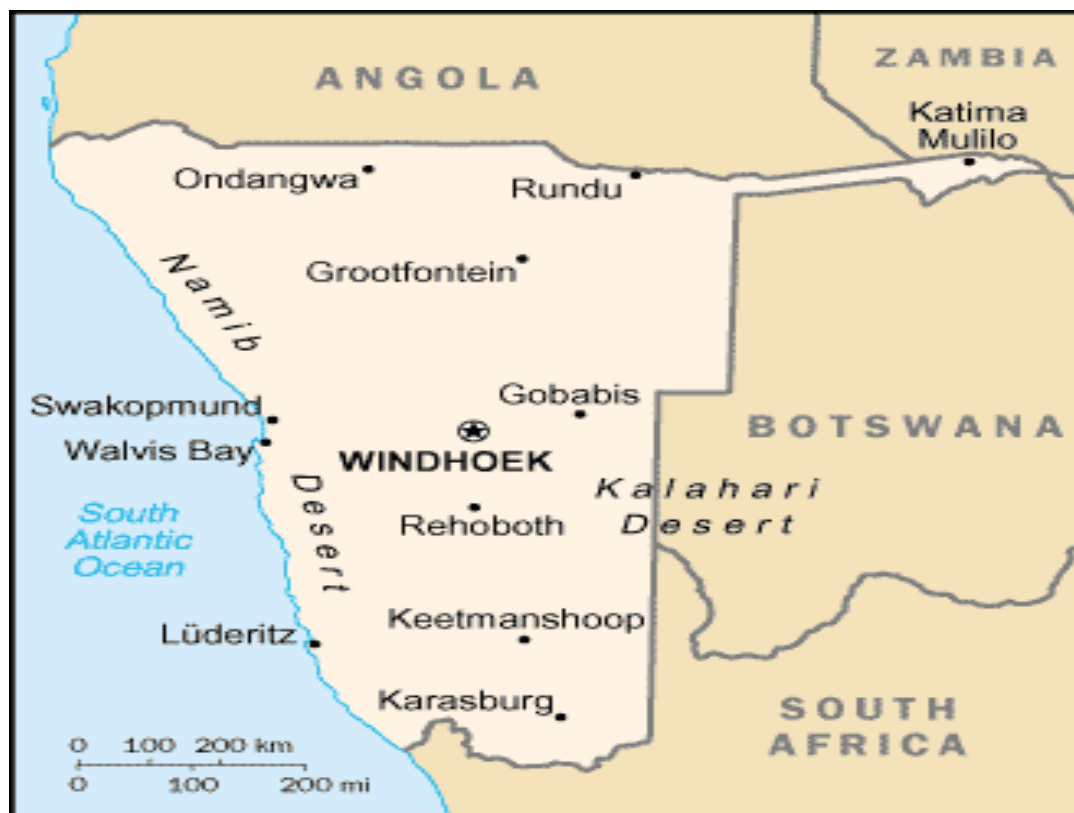 ANGOLA
ZAMBIA
Katima
Mulilo
Ondangwa
Rundu
Grootfontein
Namib
Desert
Swakopmund
Walvis Bay
Gobabis
WINDHOEK
BOTSWANA
Kalahari
Desert
Rehoboth
South
Atlantic
Ocean
Lüderitz
Keetmanshoop
Karasburg
SOUTH
AFRICA
0 100 200 km
0 100 200 mi